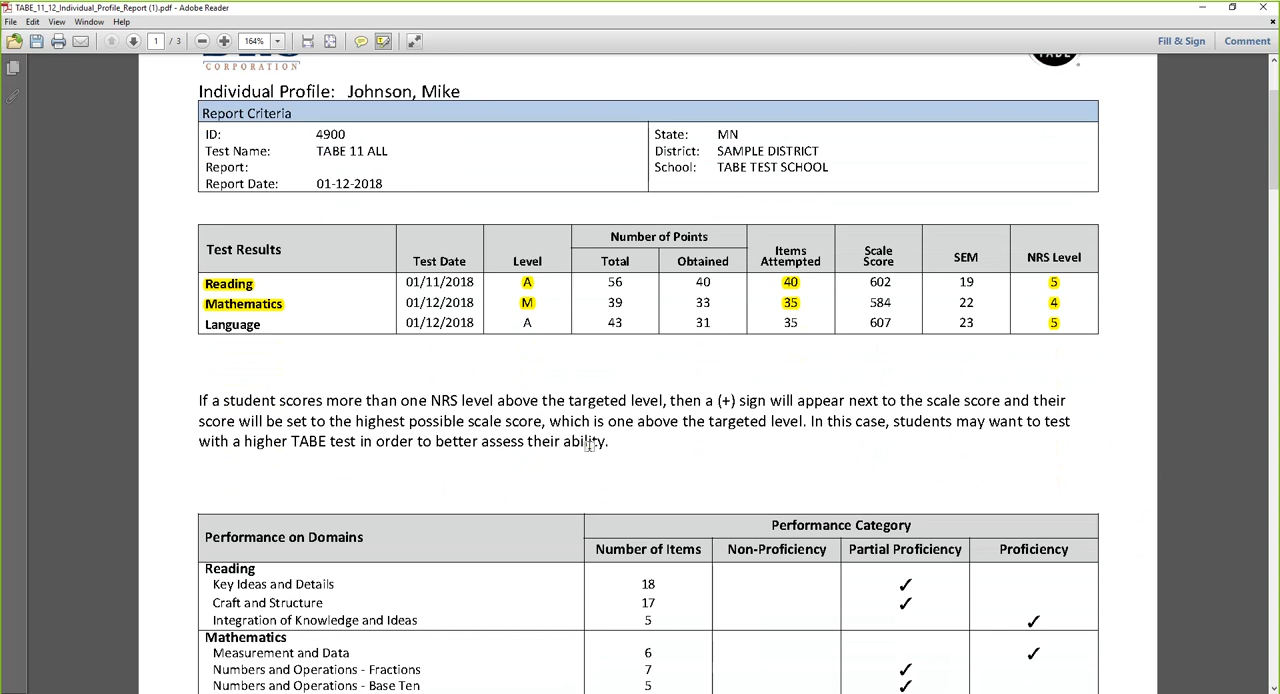 TABE_11_12_Individual_Profile_Report (1).pdf - Adobe Reader
File Edit View Window Help
1 / 3 164% Fill & Sign Comment
CORPORATION TABE
Individual Profile: Johnson, Mike
Report Criteria
ID: 4900 State: MN
Test Name: TABE 11 ALL District: SAMPLE DISTRICT
Report: School: TABE TEST SCHOOL
Report Date: 01-12-2018
Test Results Test Date Level Number of Points Items Attempted Scale Score SEM NRS Level
Total Obtained
Reading 01/11/2018 A 56 40 40 602 19 5
Mathematics 01/12/2018 M 39 33 35 584 22 4
Language 01/12/2018 A 43 31 35 607 23 5
If a student scores more than one NRS level above the targeted level, then a (+) sign will appear next to the scale score and their
score will be set to the highest possible scale score, which is one above the targeted level. In this case, students may want to test
with a higher TABE test in order to better assess their ability.
Performance on Domains Performance Category
Number of Items Non-Proficiency Partial Proficiency Proficiency
Reading
Key Ideas and Details 18 ✓
Craft and Structure 17 ✓
Integration of Knowledge and Ideas 5 ✓
Mathematics
Measurement and Data 6 ✓
Numbers and Operations - Fractions 7 ✓
Numbers and Operations - Base Ten 5 ✓